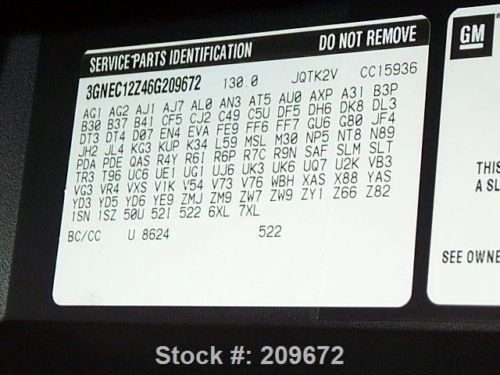 SERVICE PARTS IDENTIFICATION DO NOT REMOVE
3GNEC12Z46G209672 130.0 JQTK2V CC15936
AG1 AG2 AJ1 AJ7 AL0 AN3 AT5 AU0 AXP A31 B3P
B30 B37 B41 CF5 CJ2 C49 C5U DF5 DH6 DK8 DL3
DT3 DT4 D07 EN4 EVA FE9 FF6 FF7 GU6 G80 JF4
JH2 JL4 KG3 KUP K34 L59 MSL M30 NP5 NT8 N89
PDA PDE QAS R4Y R6I R6P R7C R9N SAF SLM SLT
TR3 T96 UC6 UE1 UG1 UJ6 UK3 UK6 UQ7 U2K VB3
VG3 VR4 VXS V1K V54 V73 V76 WBH XAS X88 YAS
YD3 YD5 YD6 YE9 ZMJ ZM9 ZW7 ZW9 ZY1 Z66 Z82
1SN 1SZ 50U 52I 522 6XL 7XL
BC/CC U 8624 522
GM
THIS
A SL
SEE OWNE
Stock #: 209672